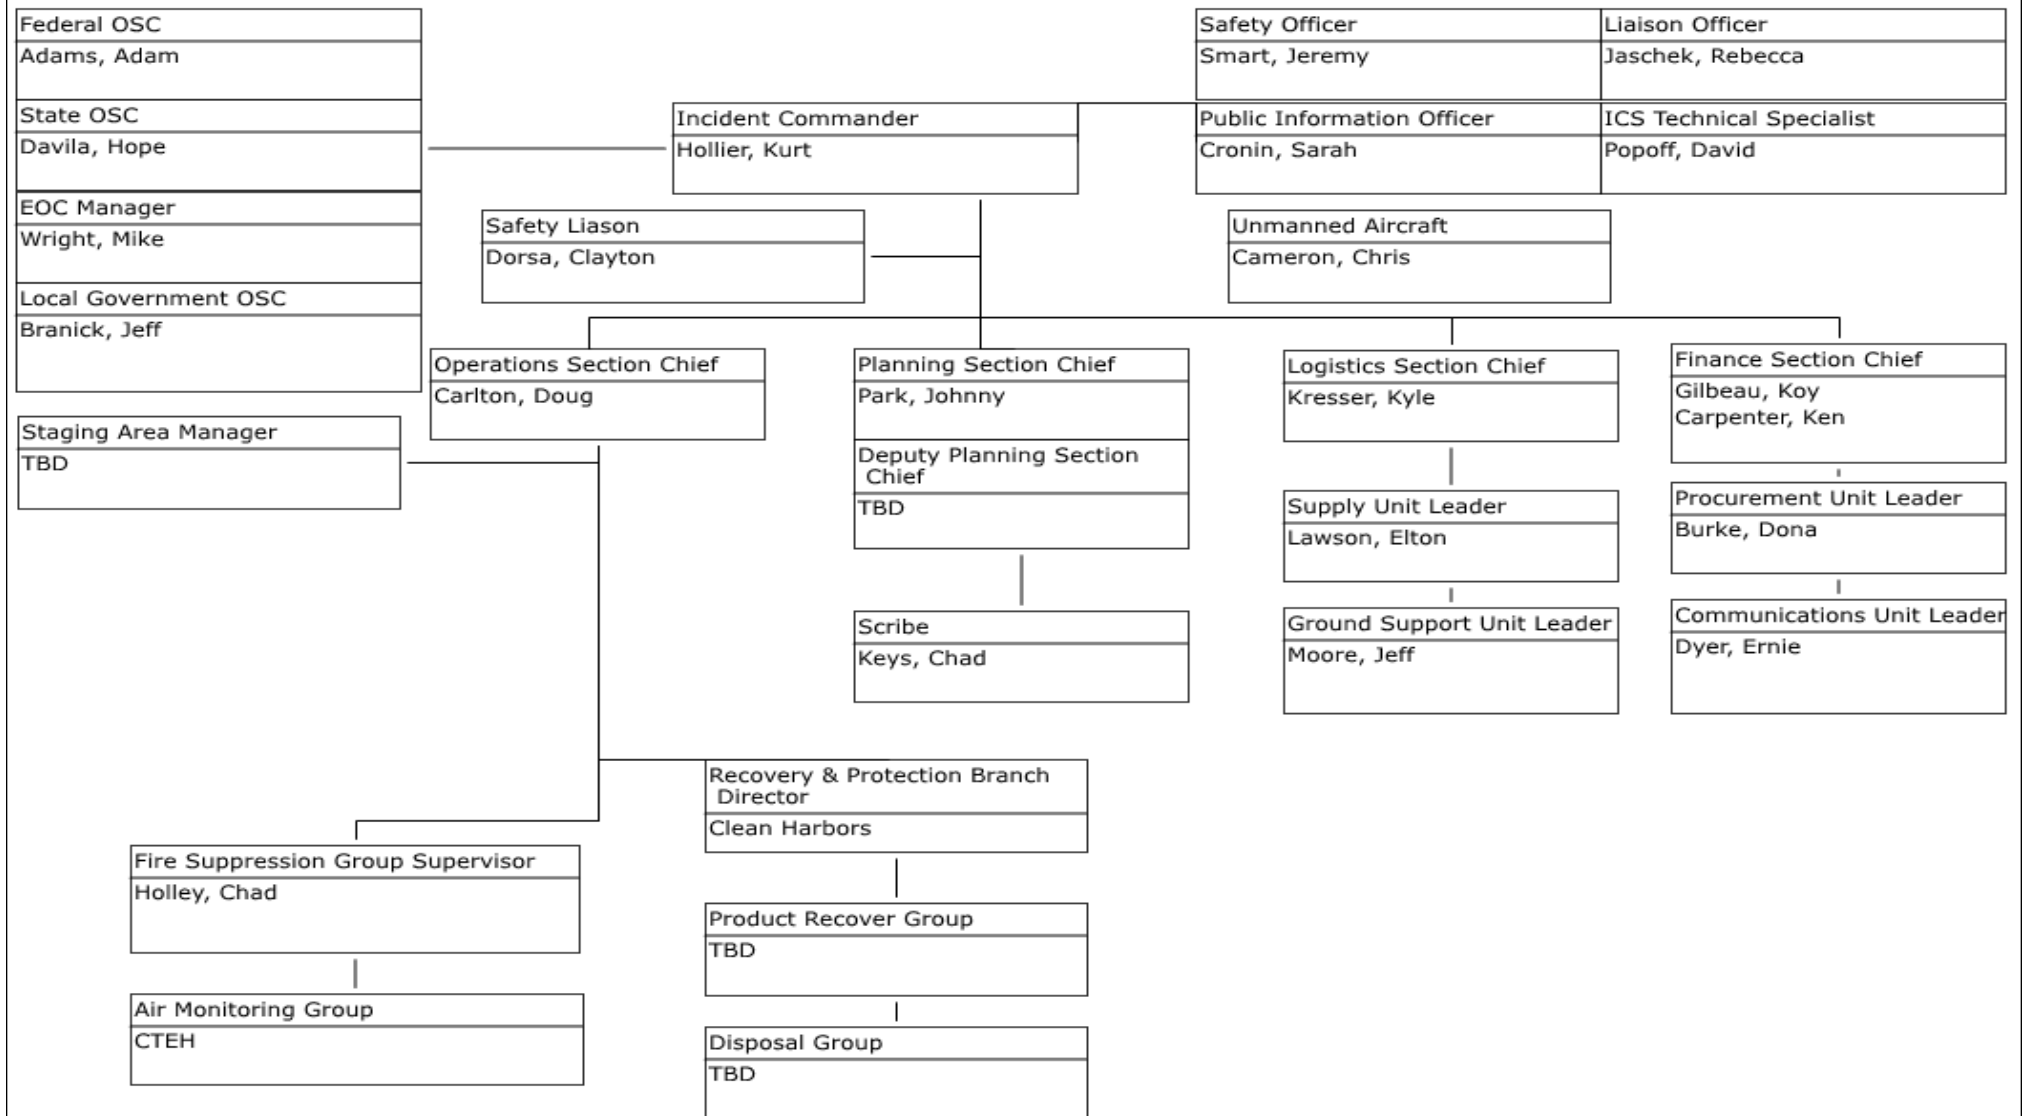 Federal OSC
Adams, Adam
State OSC
Davila, Hope
EOC Manager
Wright, Mike
Local Government OSC
Branick, Jeff
Incident Commander
Hollier, Kurt
Safety Officer
Smart, Jeremy
Liaison Officer
Jaschek, Rebecca
Public Information Officer
Cronin, Sarah
ICS Technical Specialist
Popoff, David
Safety Liason
Dorsa, Clayton
Unmanned Aircraft
Cameron, Chris
Operations Section Chief
Carlton, Doug
Planning Section Chief
Park, Johnny
Deputy Planning Section
Chief
TBD
Logistics Section Chief
Kresser, Kyle
Finance Section Chief
Gilbeau, Koy
Carpenter, Ken
Staging Area Manager
TBD
Supply Unit Leader
Lawson, Elton
Procurement Unit Leader
Burke, Dona
Scribe
Keys, Chad
Ground Support Unit Leader
Moore, Jeff
Communications Unit Leader
Dyer, Ernie
Recovery & Protection Branch
Director
Clean Harbors
Fire Suppression Group Supervisor
Holley, Chad
Product Recover Group
TBD
Air Monitoring Group
CTEH
Disposal Group
TBD